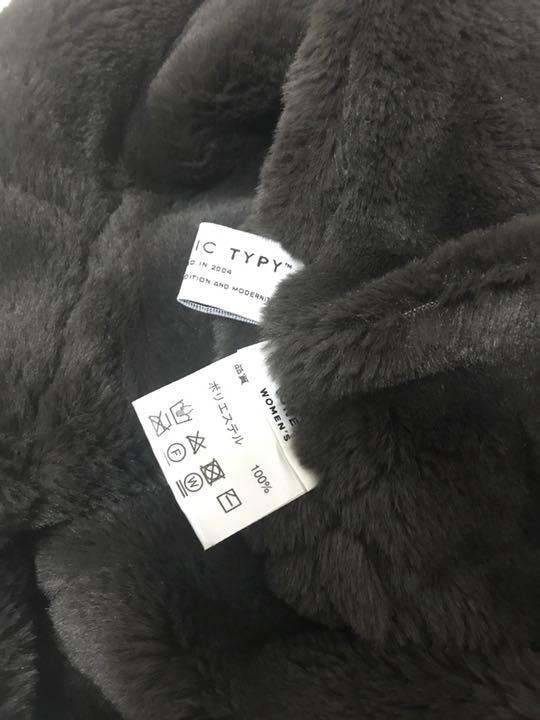 IC TYPY™
D IN 2004
DITION AND MODERNIT
品質
ポリエステル 100%
WOMEN'S
F
W